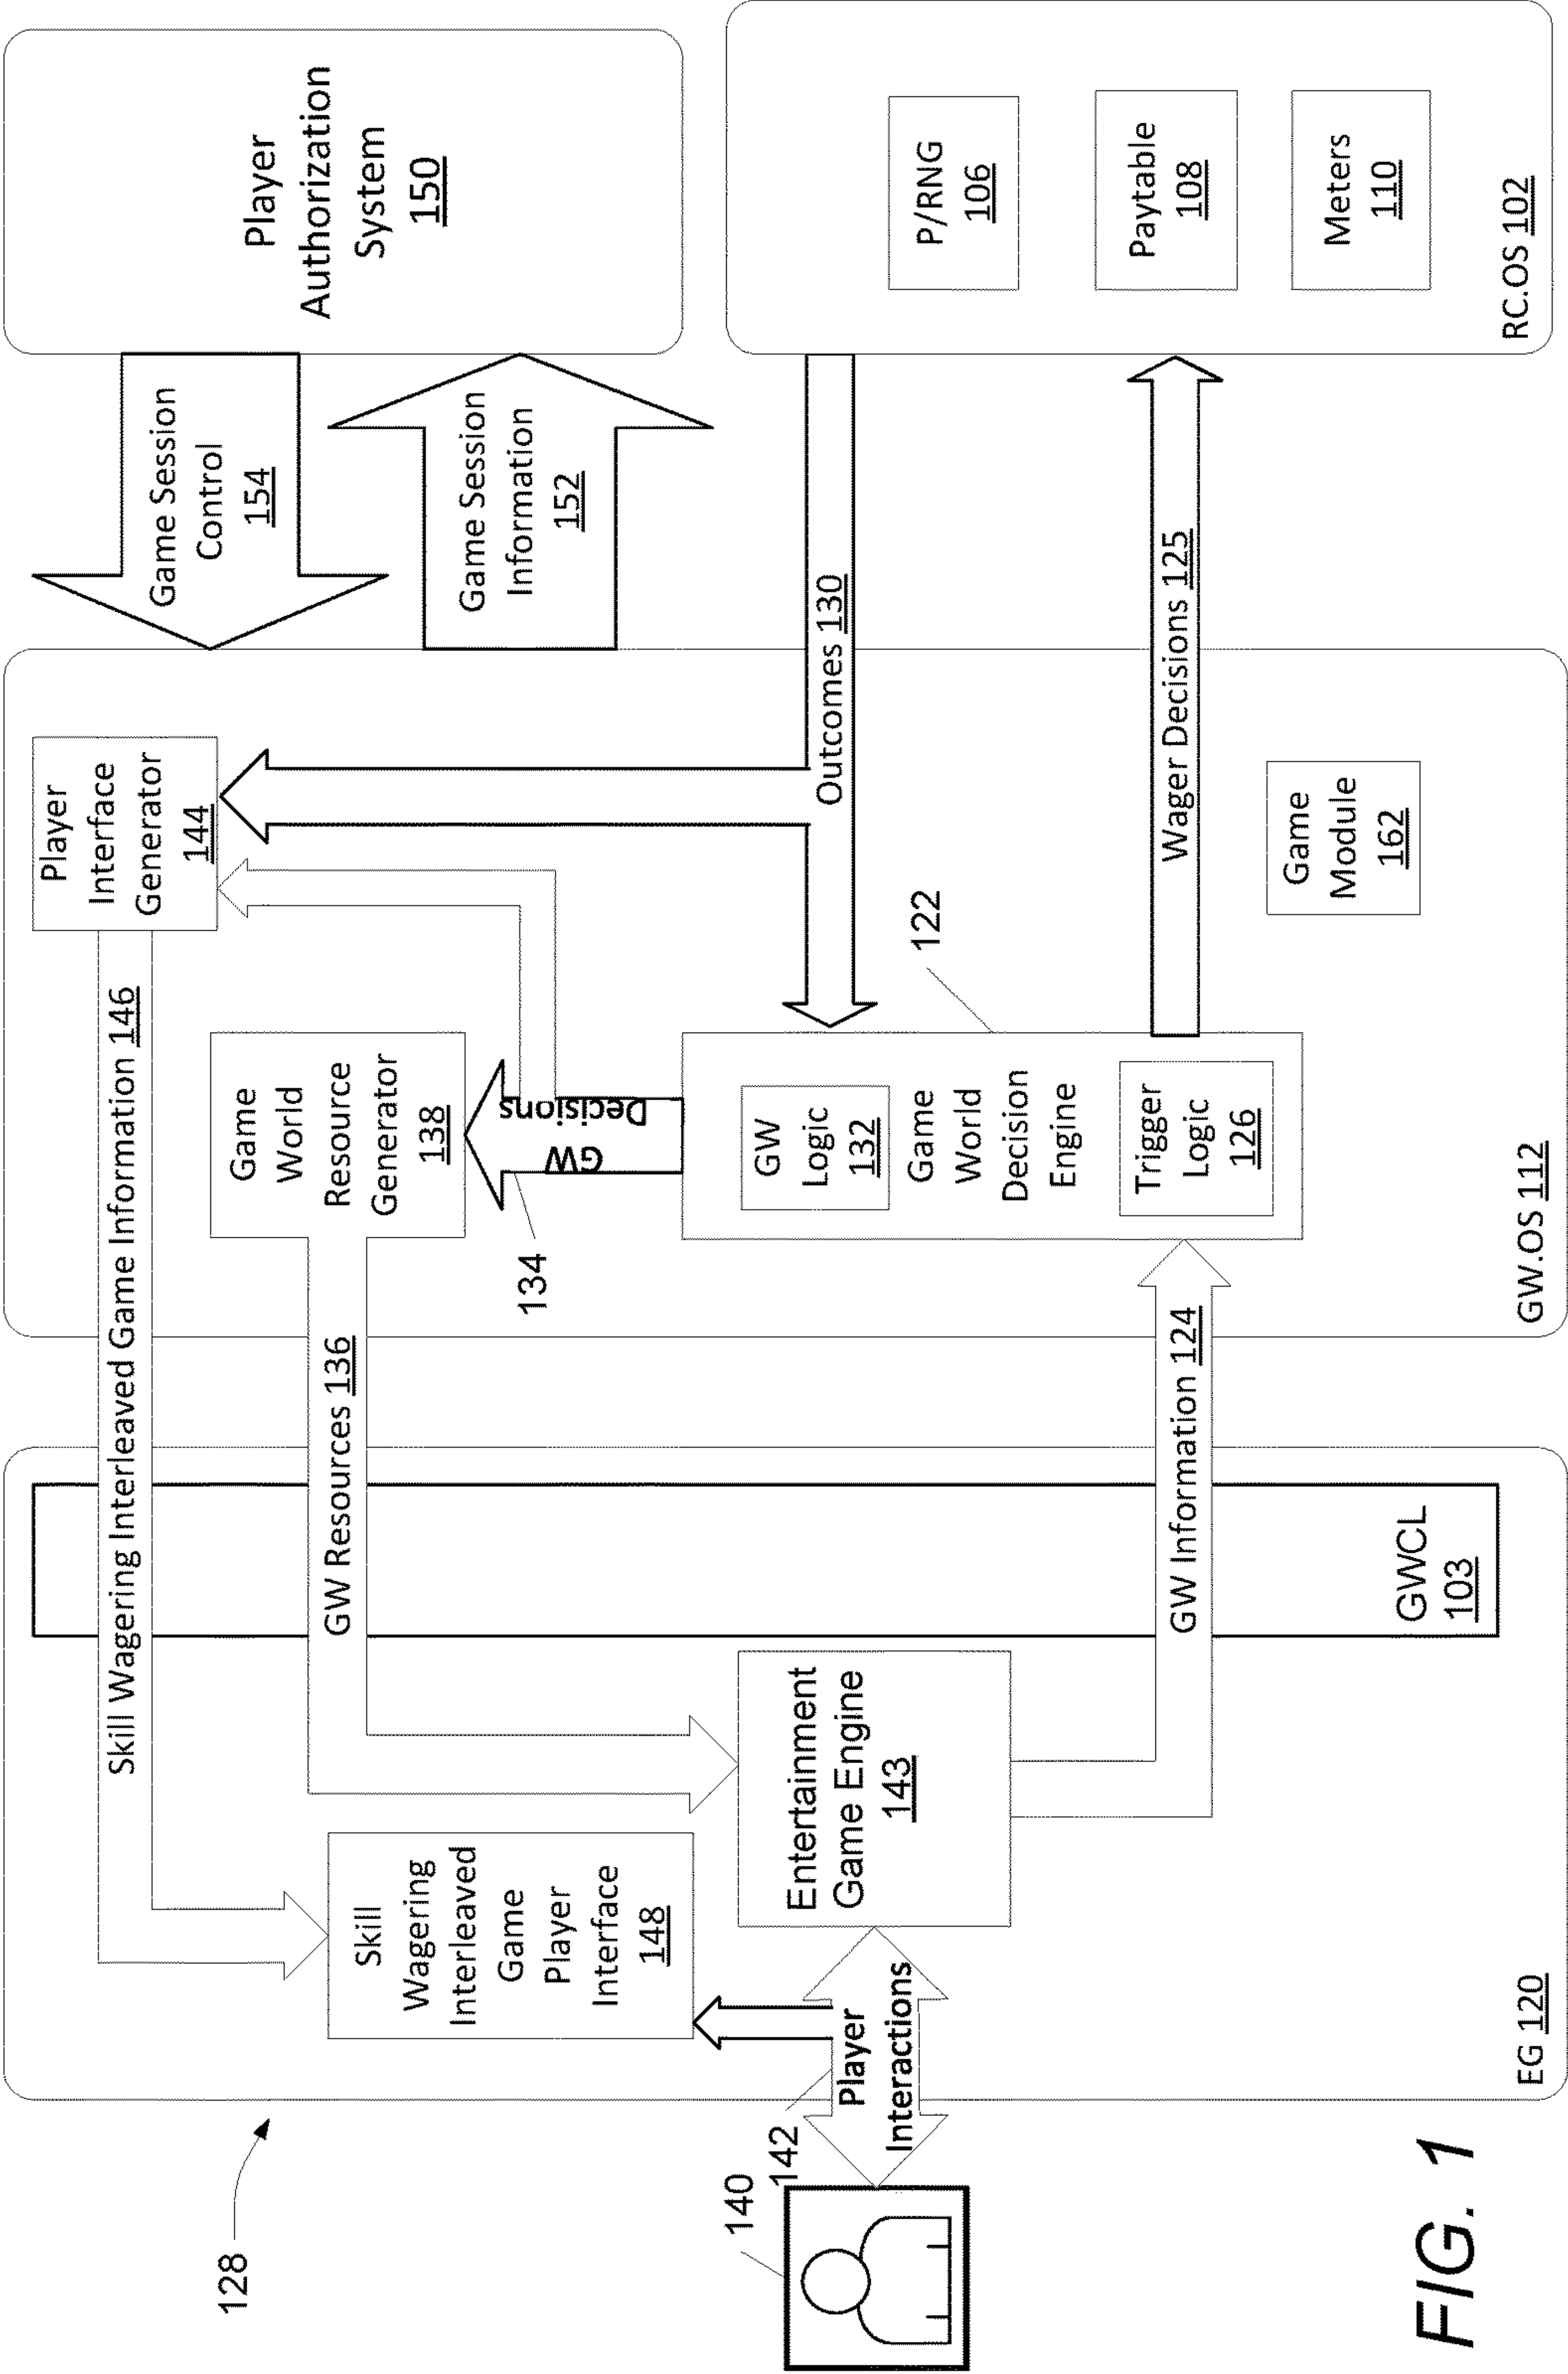 128
140
142
Player
Interactions
EG 120
Skill
Wagering
Interleaved
Game
Player
Interface
148
Entertainment
Game Engine
143
GWCL
103
Skill Wagering Interleaved Game Information 146
GW Resources 136
GW Information 124
GW.OS 112
Game
World
Resource
Generator
138
134
GW
Decisions
GW
Logic
132
Game
World
Decision
Engine
Trigger
Logic
126
122
Player
Interface
Generator
144
Game
Module
162
Outcomes 130
Wager Decisions 125
Game Session
Control
154
Game Session
Information
152
Player
Authorization
System
150
P/RNG
106
Paytable
108
Meters
110
RC.OS 102
FIG. 1